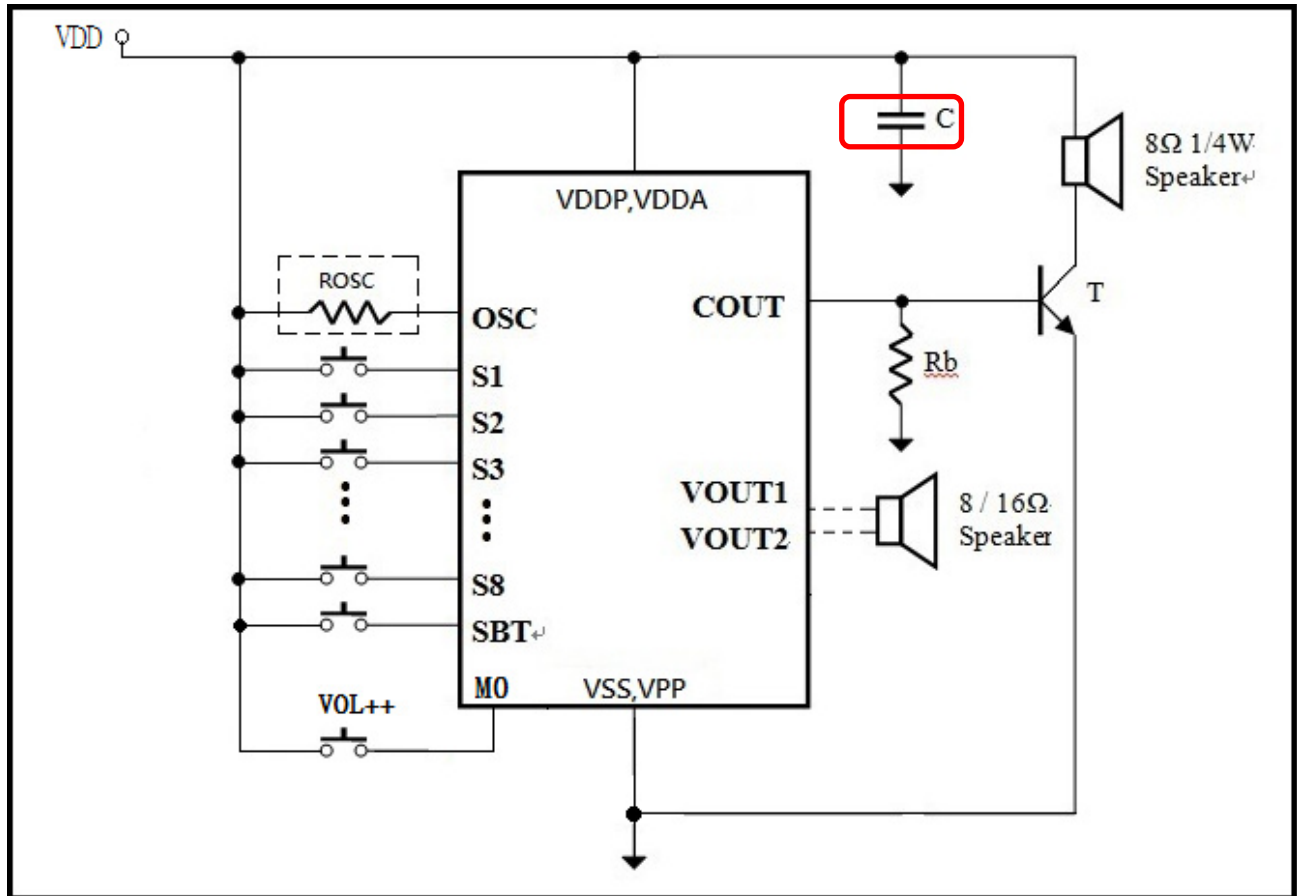 VDD
C
8Ω 1/4W
Speaker↵
VDDP,VDDA
ROSC
OSC
COUT
T
S1
Rb
S2
S3
VOUT1
8 / 16Ω
VOUT2
Speaker
S8
SBT↵
M0
VSS,VPP
VOL++